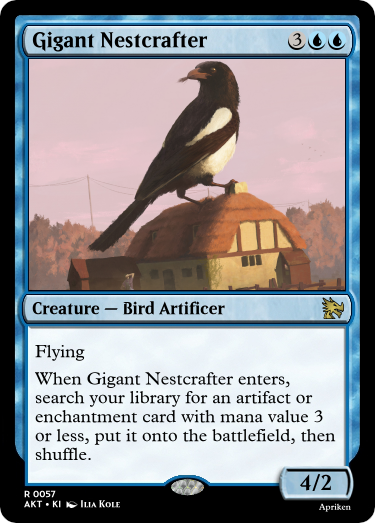 Gigant Nestcrafter 3
Creature — Bird Artificer
Flying
When Gigant Nestcrafter enters,
search your library for an artifact or
enchantment card with mana value 3
or less, put it onto the battlefield, then
shuffle.
4/2
R 0057
AKT • KI Ilia Kole
Apriken